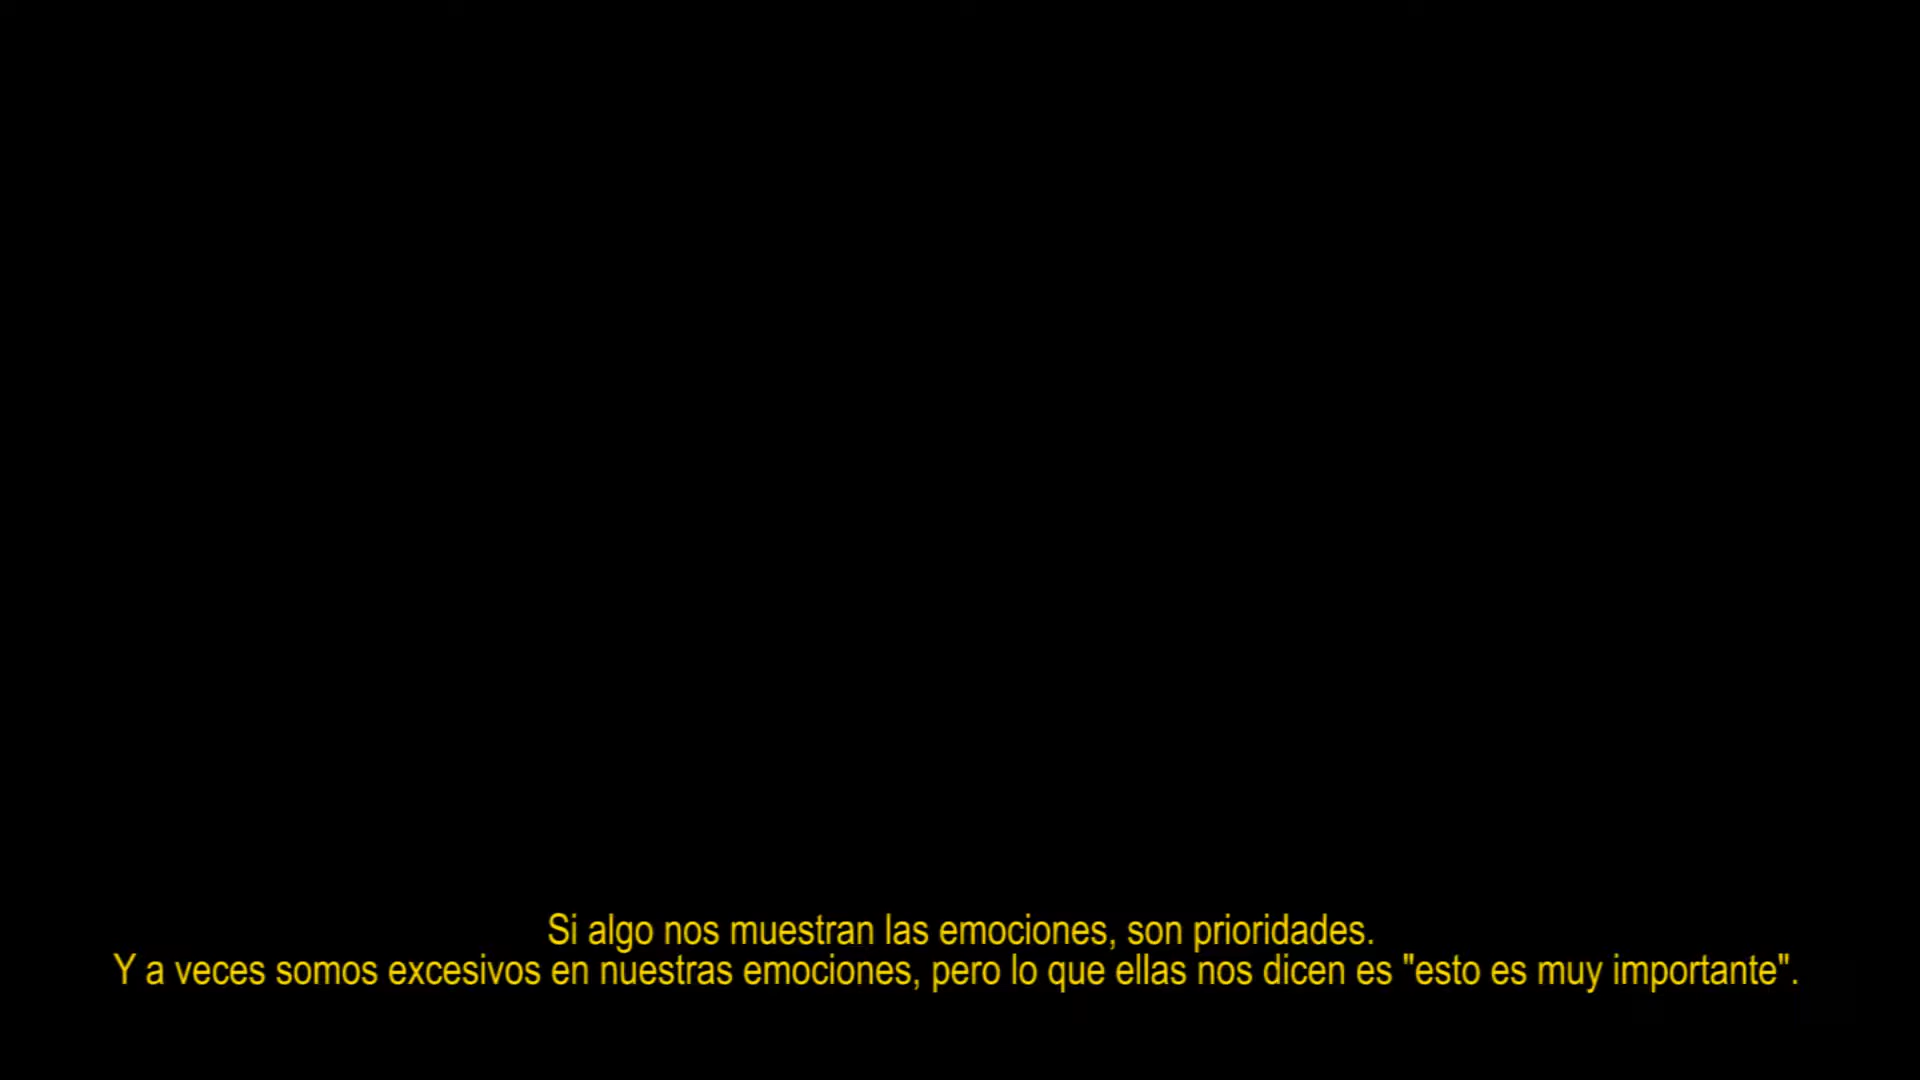 Si algo nos muestran las emociones, son prioridades.
Y a veces somos excesivos en nuestras emociones, pero lo que ellas nos dicen es "esto es muy importante".